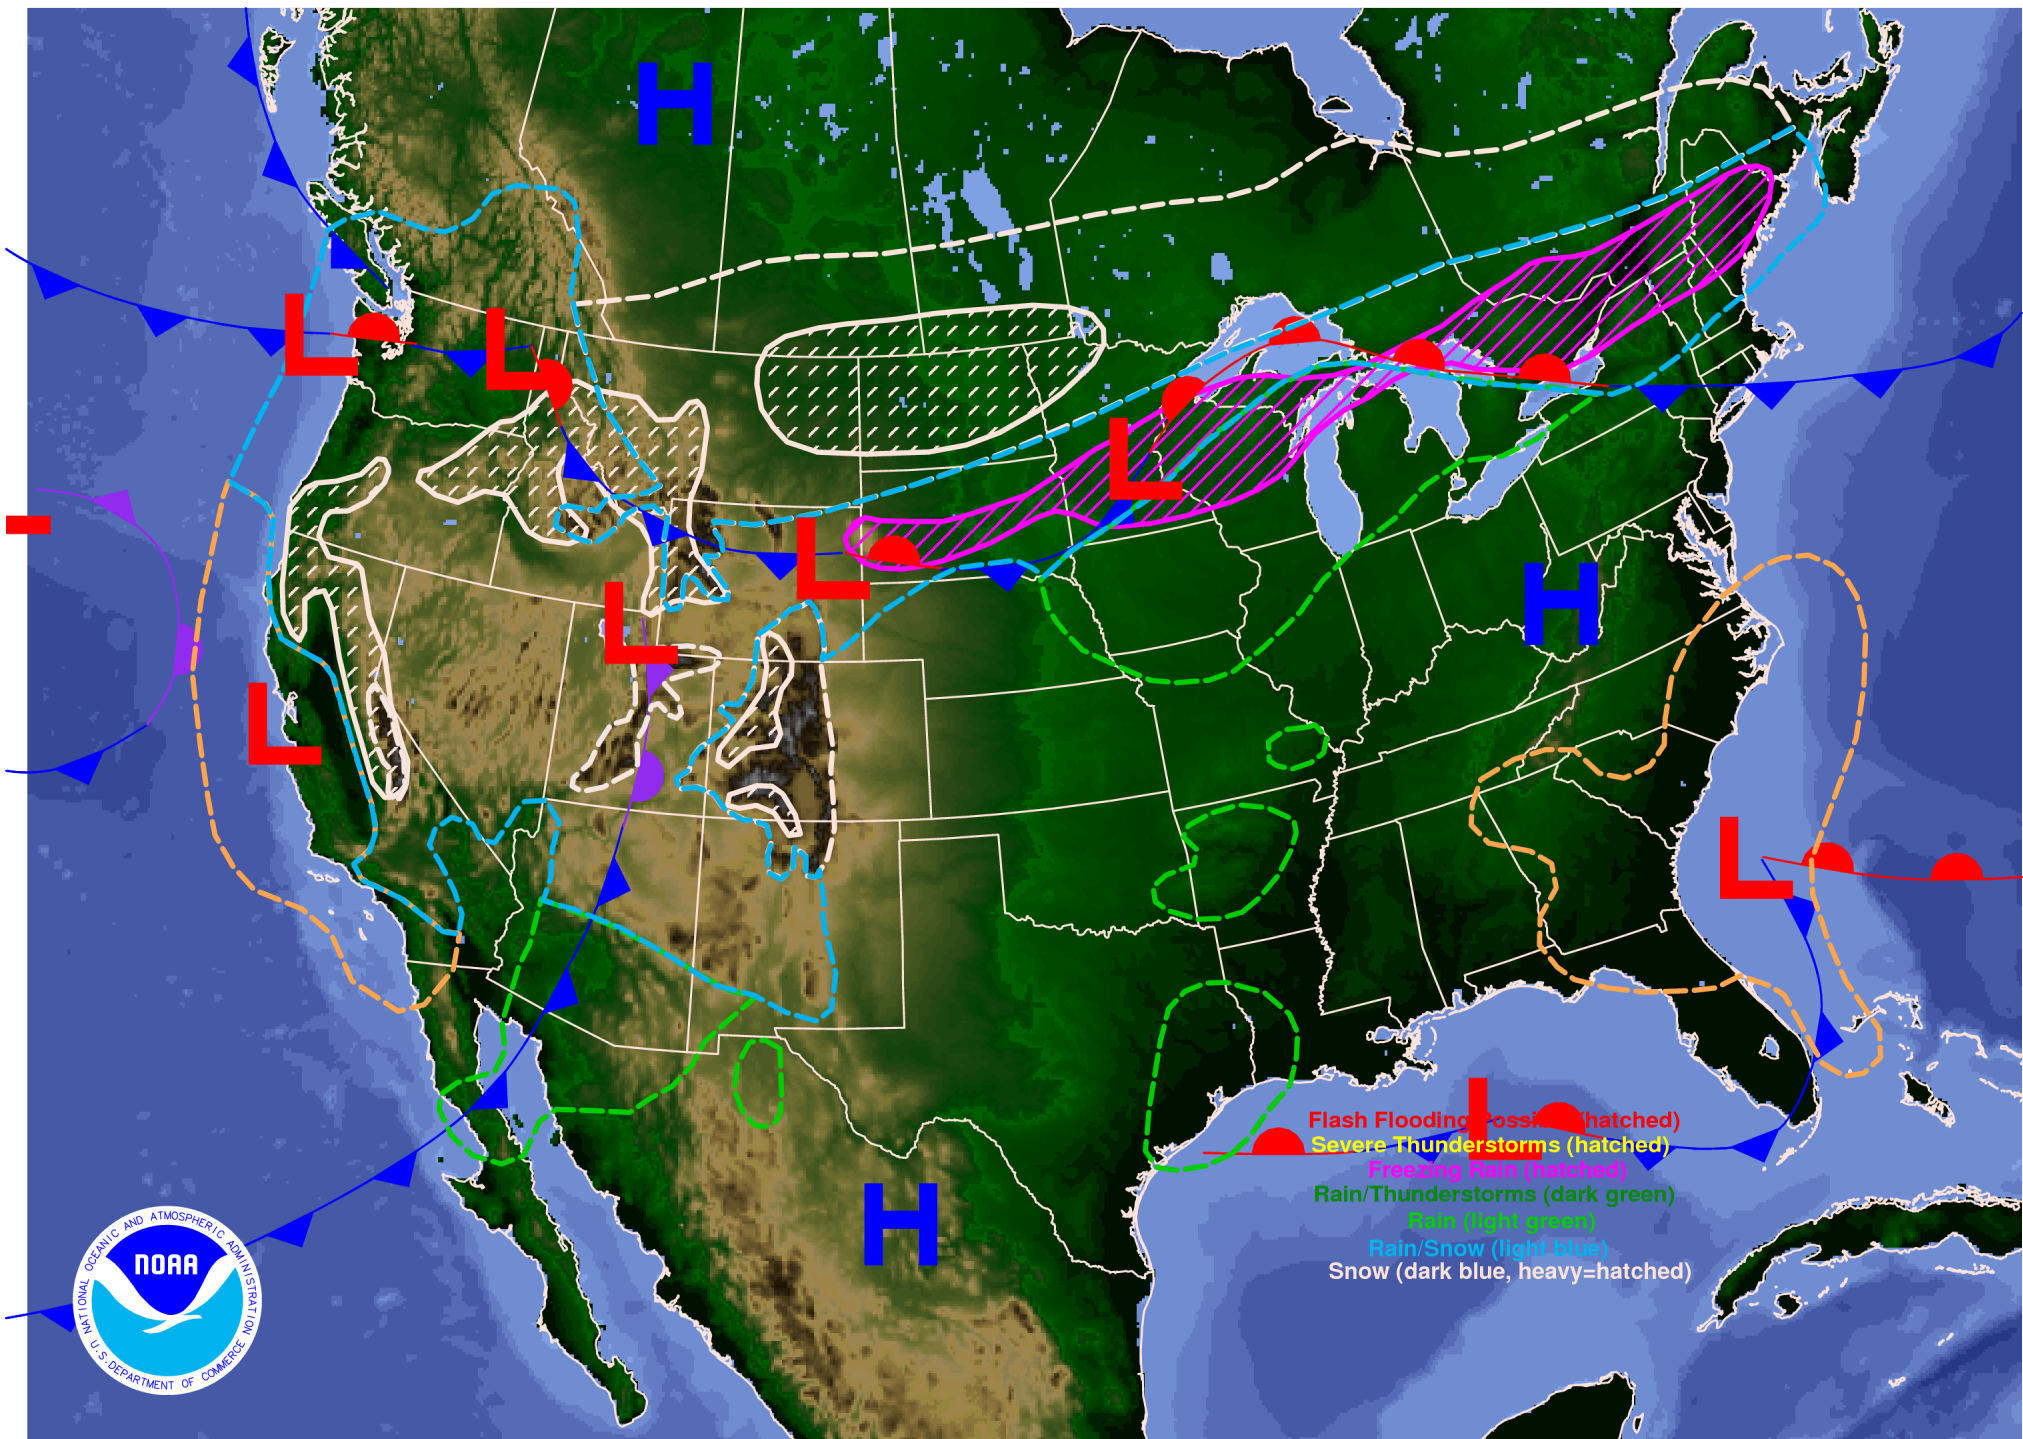 H
L
L
L
L
L
H
L
L
L
H
L
Flash Flooding Possible (hatched)
Severe Thunderstorms (hatched)
Freezing Rain (hatched)
Rain/Thunderstorms (dark green)
Rain (light green)
Rain/Snow (light blue)
Snow (dark blue, heavy=hatched)
NATIONAL OCEANIC AND ATMOSPHERIC ADMINISTRATION
NOAA
U.S. DEPARTMENT OF COMMERCE